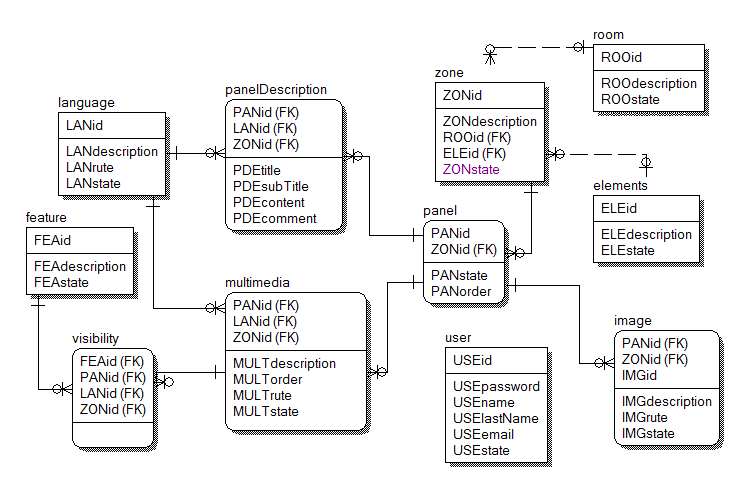 room
ROOid
ROOdescription
ROOstate
zone
ZONid
ZONdescription
ROOid (FK)
ELEid (FK)
ZONstate
panelDescription
PANid (FK)
LANid (FK)
ZONid (FK)
PDEtitle
PDEsubTitle
PDEcontent
PDEcomment
language
LANid
LANdescription
LANrute
LANstate
elements
ELEid
ELEdescription
ELEstate
feature
FEAid
FEAdescription
FEAstate
panel
PANid
ZONid (FK)
PANstate
PANorder
multimedia
PANid (FK)
LANid (FK)
ZONid (FK)
MULTdescription
MULTorder
MULTrute
MULTstate
visibility
FEAid (FK)
PANid (FK)
LANid (FK)
ZONid (FK)
user
USEid
USEpassword
USEname
USElastName
USEemail
USEstate
image
PANid (FK)
ZONid (FK)
IMGid
IMGdescription
IMGrute
IMGstate